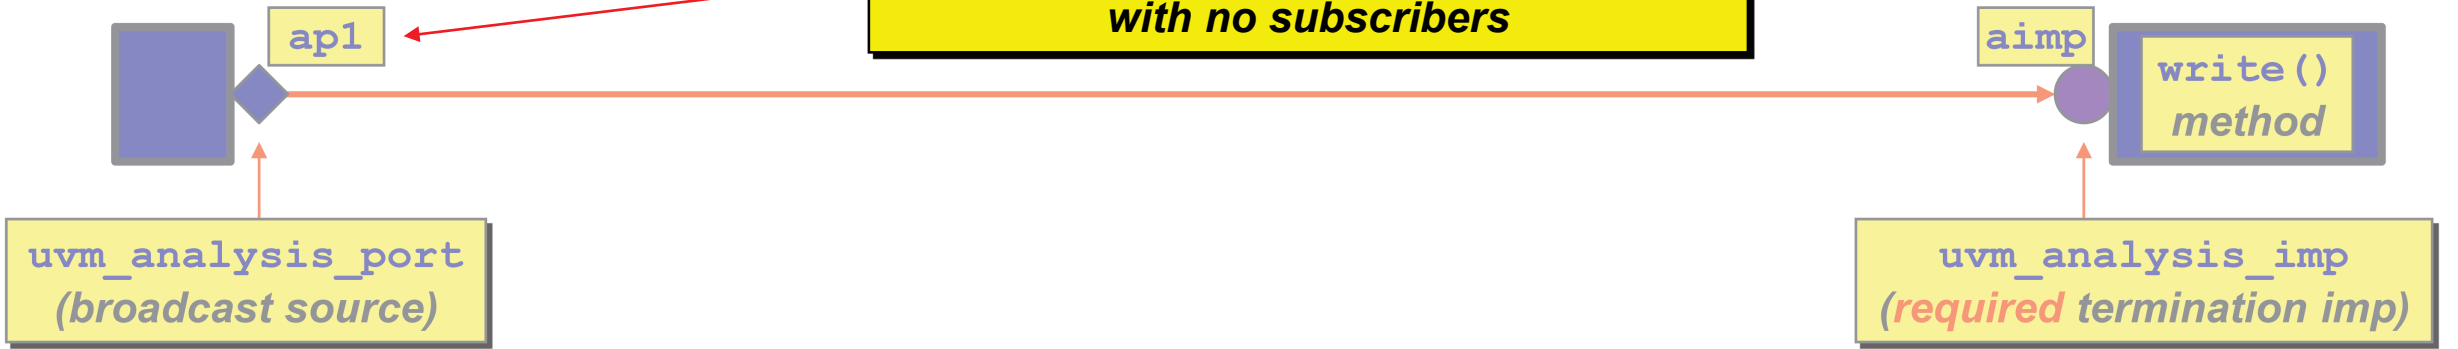 with no subscribers
ap1
aimp
write()
method
uvm_analysis_port
(broadcast source)
uvm_analysis_imp
(required termination imp)